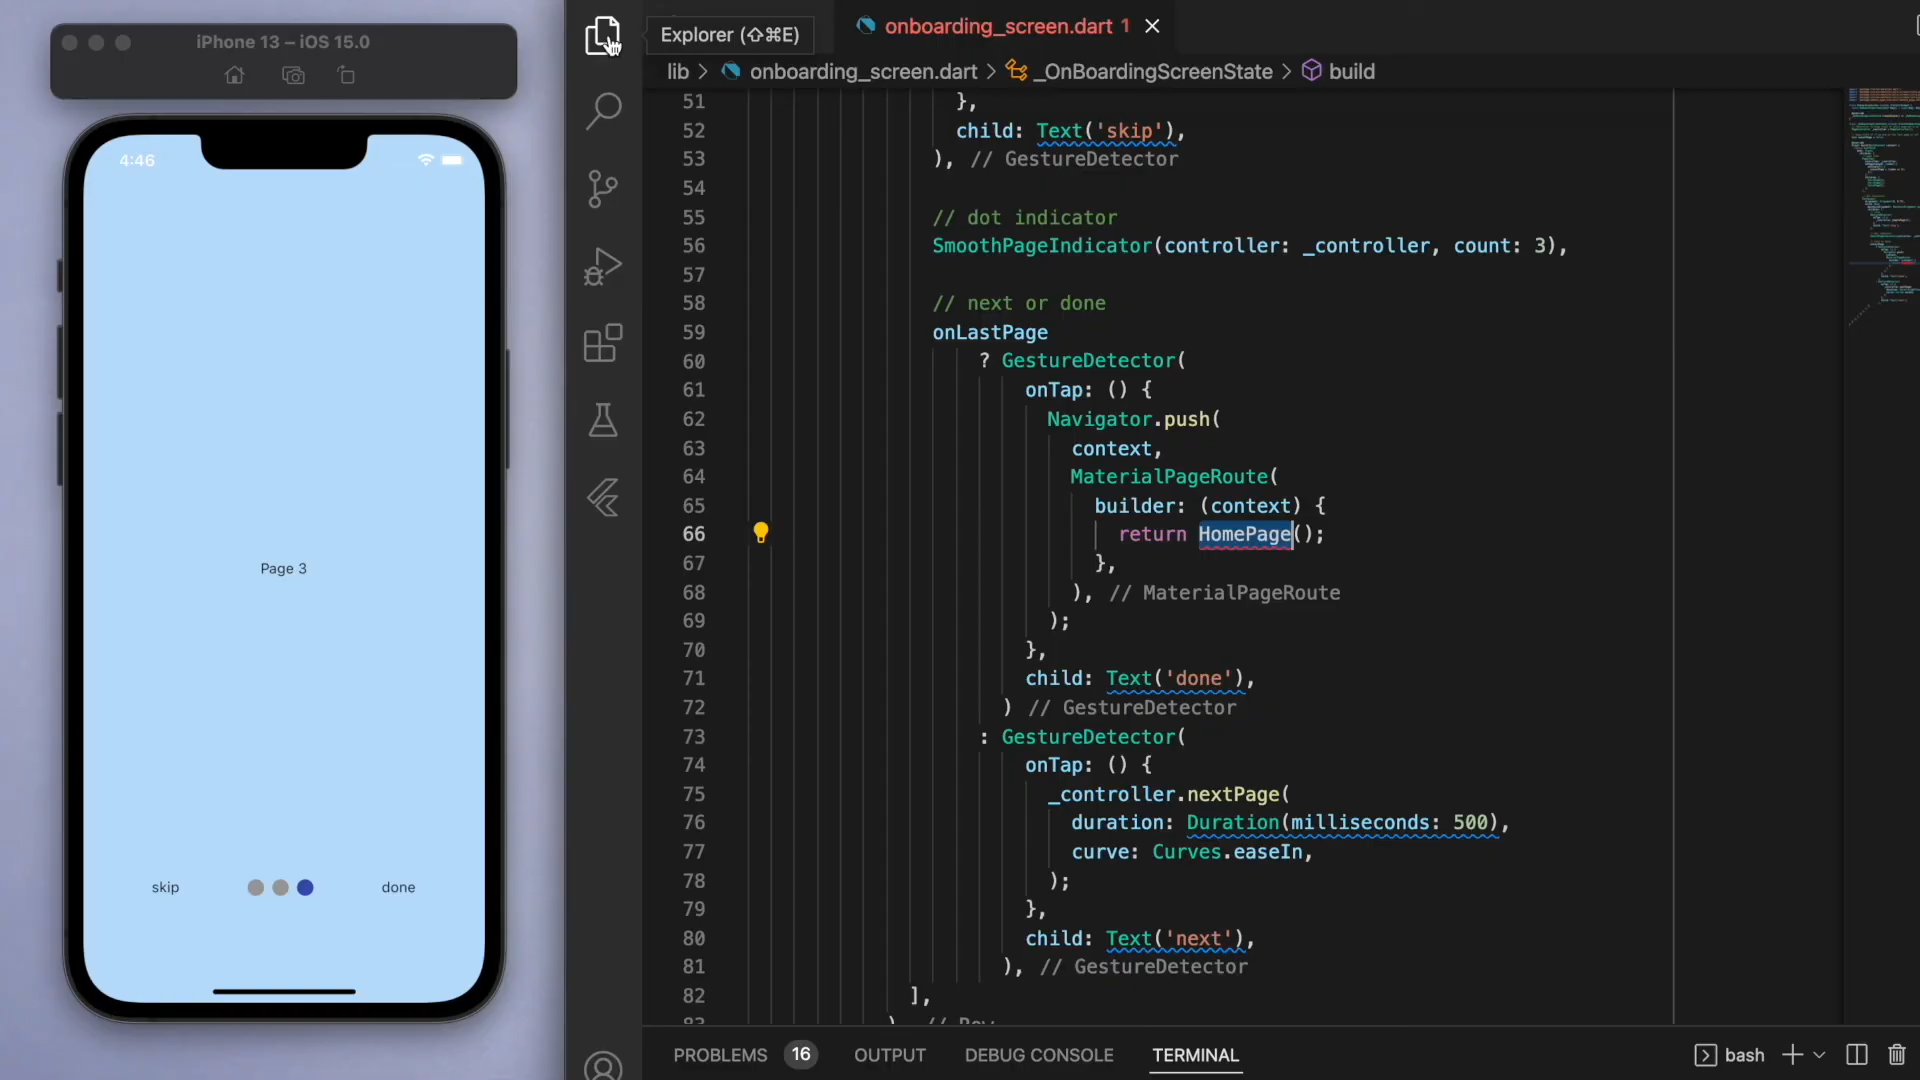 iPhone 13 – iOS 15.0
4:46
Page 3
skip
done
Explorer (⇧⌘E)
onboarding_screen.dart 1
lib > onboarding_screen.dart > _OnBoardingScreenState > build
51 },
52 child: Text('skip'),
53 ), // GestureDetector
54
55 // dot indicator
56 SmoothPageIndicator(controller: _controller, count: 3),
57
58 // next or done
59 onLastPage
60 ? GestureDetector(
61 onTap: () {
62 Navigator.push(
63 context,
64 MaterialPageRoute(
65 builder: (context) {
66 return HomePage();
67 },
68 ), // MaterialPageRoute
69 );
70 },
71 child: Text('done'),
72 ) // GestureDetector
73 : GestureDetector(
74 onTap: () {
75 _controller.nextPage(
76 duration: Duration(milliseconds: 500),
77 curve: Curves.easeIn,
78 );
79 },
80 child: Text('next'),
81 ), // GestureDetector
82 ],
83 ), // Row
PROBLEMS 16 OUTPUT DEBUG CONSOLE TERMINAL
bash